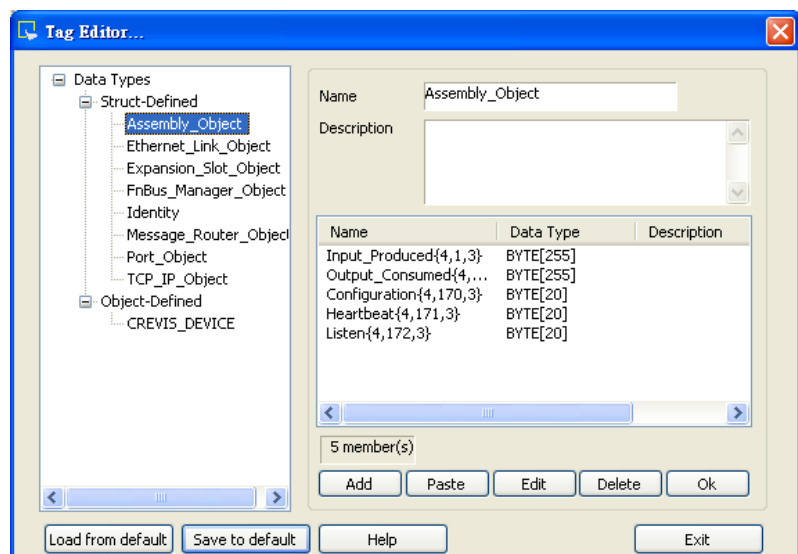 Tag Editor...
Data Types
Struct-Defined
Assembly_Object
Ethernet_Link_Object
Expansion_Slot_Object
FnBus_Manager_Object
Identity
Message_Router_Object
Port_Object
TCP_IP_Object
Object-Defined
CREVIS_DEVICE
Name Assembly_Object
Description
Name Data Type Description
Input_Produced{4,1,3} BYTE[255]
Output_Consumed{4,... BYTE[255]
Configuration{4,170,3} BYTE[20]
Heartbeat{4,171,3} BYTE[20]
Listen{4,172,3} BYTE[20]
5 member(s)
Add Paste Edit Delete Ok
Load from default Save to default Help Exit